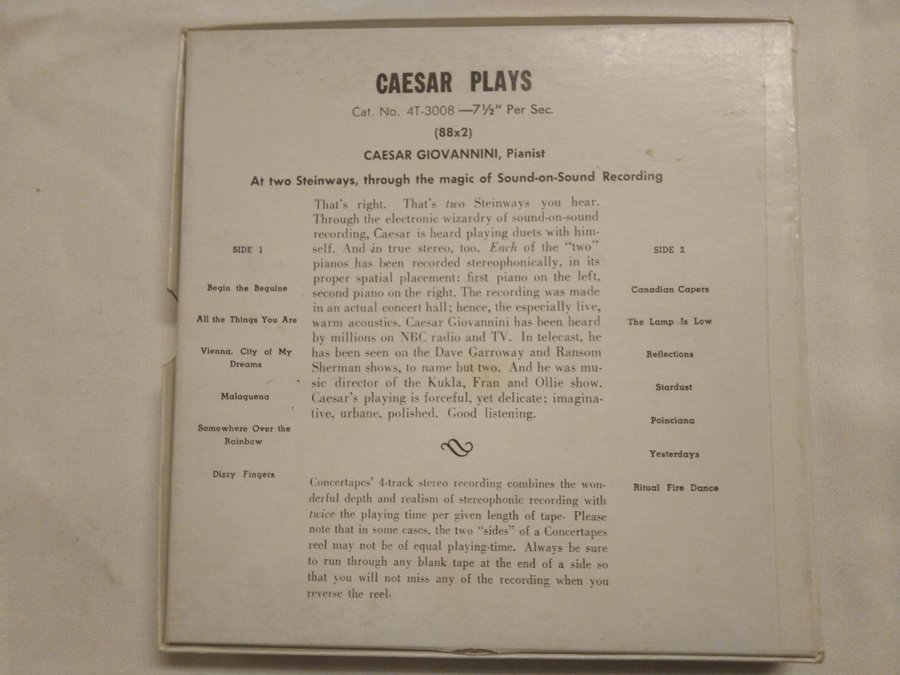 CAESAR PLAYS
Cat. No. 4T-3008 —7½" Per Sec.
(88x2)
CAESAR GIOVANNINI, Pianist
At two Steinways, through the magic of Sound-on-Sound Recording
SIDE 1
Begin the Beguine
All the Things You Are
Vienna, City of My
Dreams
Malaguena
Somewhere Over the
Rainbow
Dizzy Fingers
That's right. That's two Steinways you hear.
Through the electronic wizardry of sound-on-sound
recording, Caesar is heard playing duets with him-
self. And in true stereo, too. Each of the "two"
pianos has been recorded stereophonically, in its
proper spatial placement: first piano on the left,
second piano on the right. The recording was made
in an actual concert hall; hence, the especially live,
warm acoustics. Caesar Giovannini has been heard
by millions on NBC radio and TV. In telecast, he
has been seen on the Dave Garroway and Ransom
Sherman shows, to name but two. And he was mu-
sic director of the Kukla, Fran and Ollie show.
Caesar's playing is forceful, yet delicate; imagina-
tive, urbane, polished. Good listening.
Concertapes' 4-track stereo recording combines the won-
derful depth and realism of stereophonic recording with
twice the playing time per given length of tape. Please
note that in some cases, the two "sides" of a Concertapes
reel may not be of equal playing-time. Always be sure
to run through any blank tape at the end of a side so
that you will not miss any of the recording when you
reverse the reel.
SIDE 2
Canadian Capers
The Lamp Is Low
Reflections
Stardust
Poinciana
Yesterdays
Ritual Fire Dance